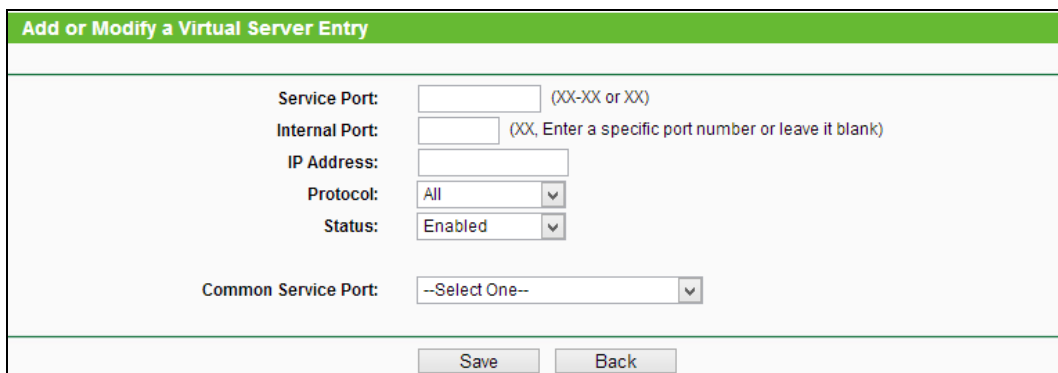 Add or Modify a Virtual Server Entry
Service Port: (XX-XX or XX)
Internal Port: (XX, Enter a specific port number or leave it blank)
IP Address:
Protocol: All
Status: Enabled
Common Service Port: --Select One--
Save Back